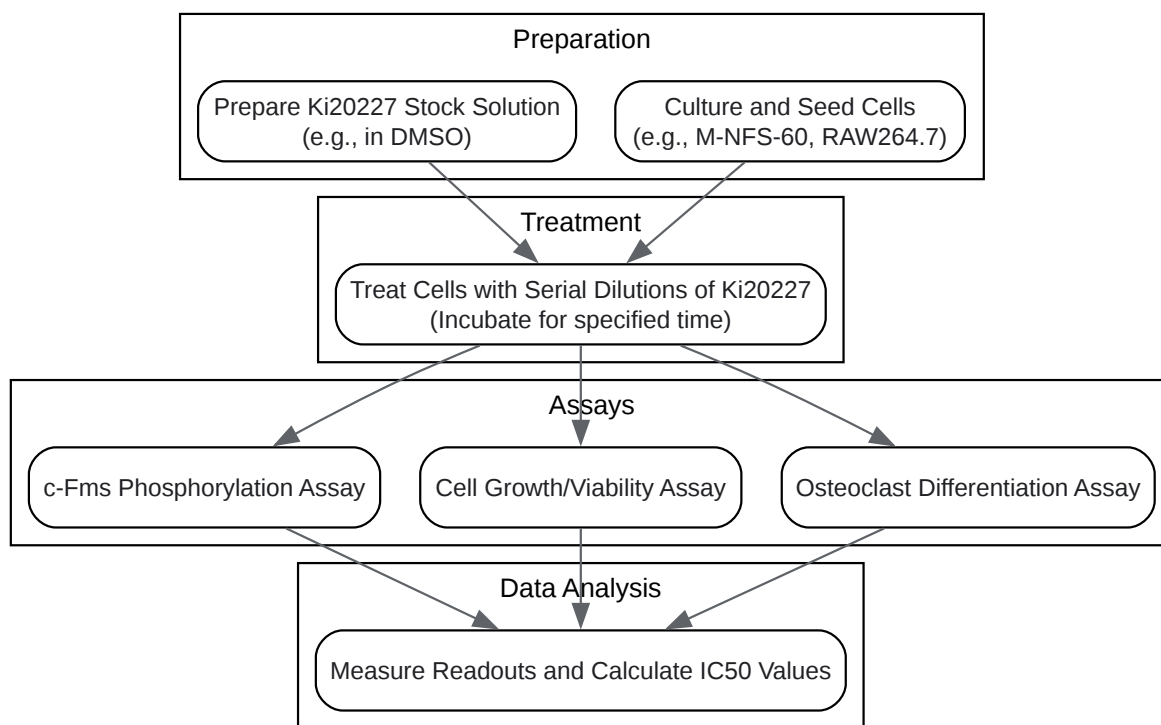 Preparation
Prepare Ki20227 Stock Solution
(e.g., in DMSO)
Culture and Seed Cells
(e.g., M-NFS-60, RAW264.7)
Treatment
Treat Cells with Serial Dilutions of Ki20227
(Incubate for specified time)
Assays
c-Fms Phosphorylation Assay
Cell Growth/Viability Assay
Osteoclast Differentiation Assay
Data Analysis
Measure Readouts and Calculate IC50 Values